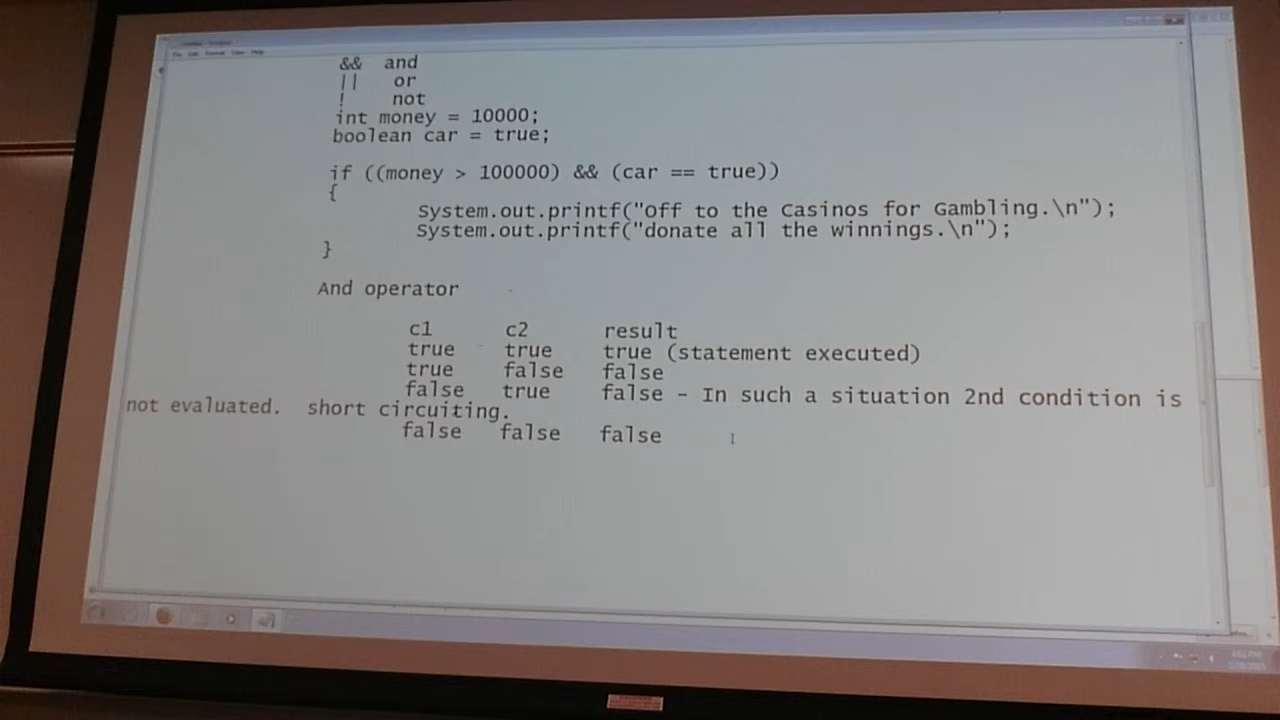 && and
|| or
! not
int money = 10000;
boolean car = true;
if ((money > 100000) && (car == true))
{
System.out.printf("Off to the Casinos for Gambling.\n");
System.out.printf("donate all the winnings.\n");
}
And operator
c1 c2 result
true true true (statement executed)
true false false
false true false - In such a situation 2nd condition is
not evaluated. short circuiting.
false false false